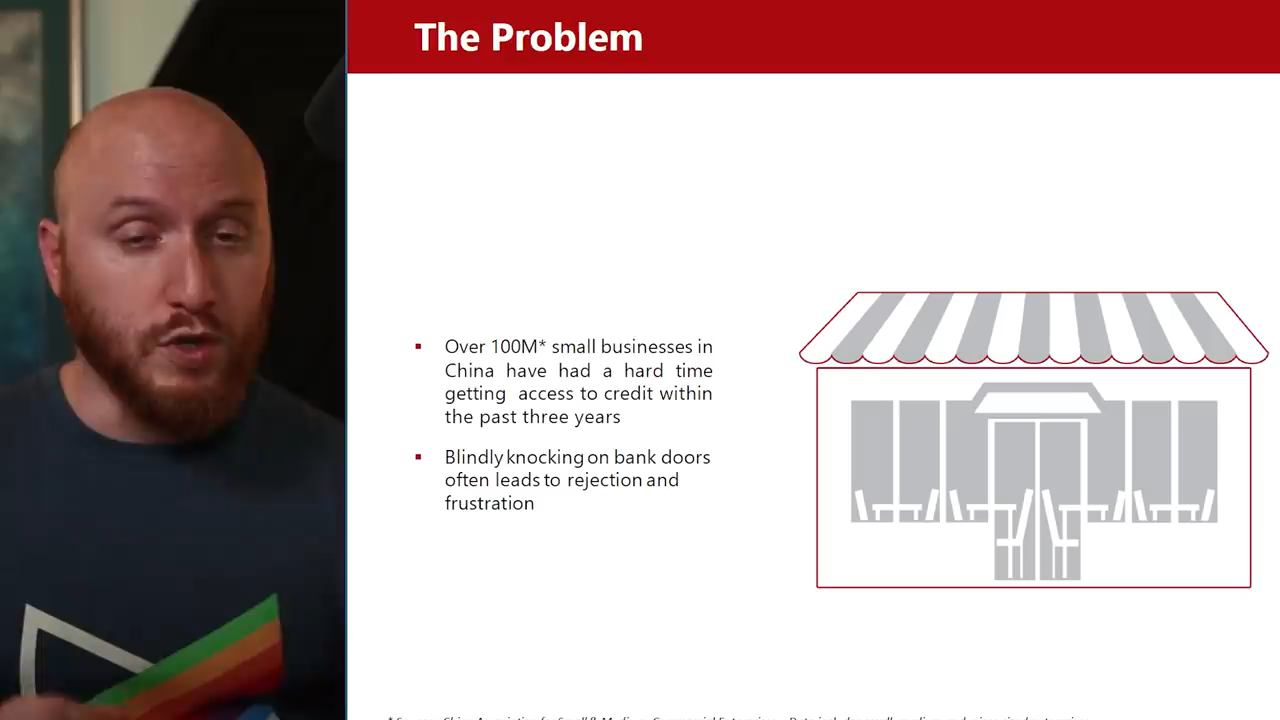 The Problem
▪ Over 100M* small businesses in
China have had a hard time
getting access to credit within
the past three years
▪ Blindly knocking on bank doors
often leads to rejection and
frustration